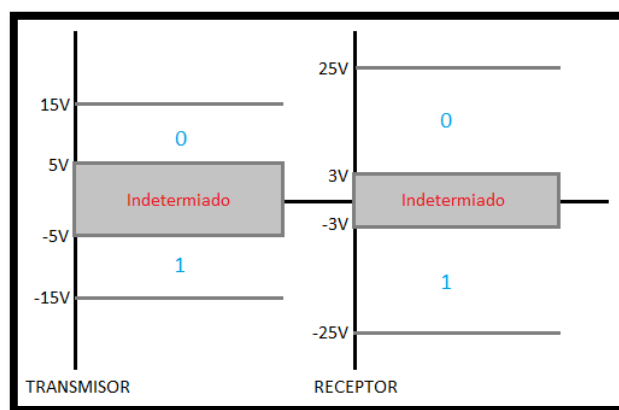 15V
0
5V
Indetermiado
-5V
1
-15V
TRANSMISOR
25V
0
3V
Indetermiado
-3V
1
-25V
RECEPTOR